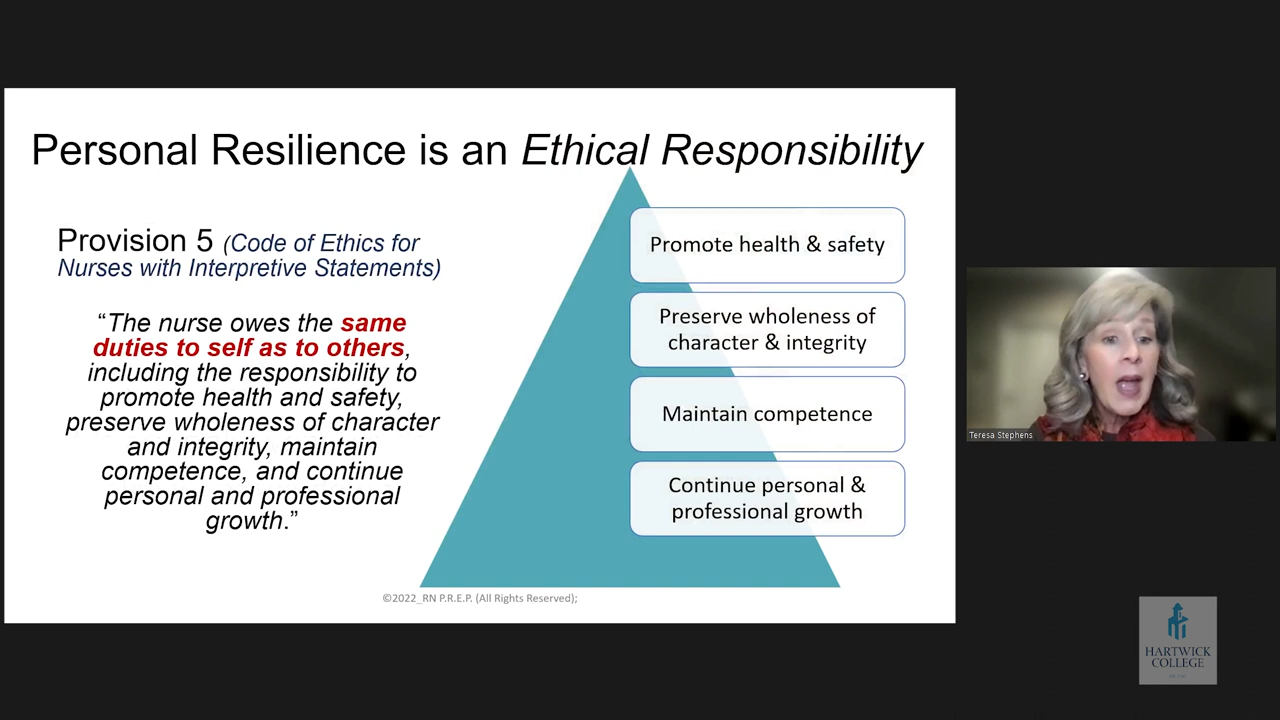 Personal Resilience is an Ethical Responsibility
Provision 5 (Code of Ethics for
Nurses with Interpretive Statements)
“The nurse owes the same
duties to self as to others,
including the responsibility to
promote health and safety,
preserve wholeness of character
and integrity, maintain
competence, and continue
personal and professional
growth.”
Promote health & safety
Preserve wholeness of
character & integrity
Maintain competence
Continue personal &
professional growth
©2022_RN P.R.E.P. (All Rights Reserved);
Teresa Stephens
HARTWICK
COLLEGE